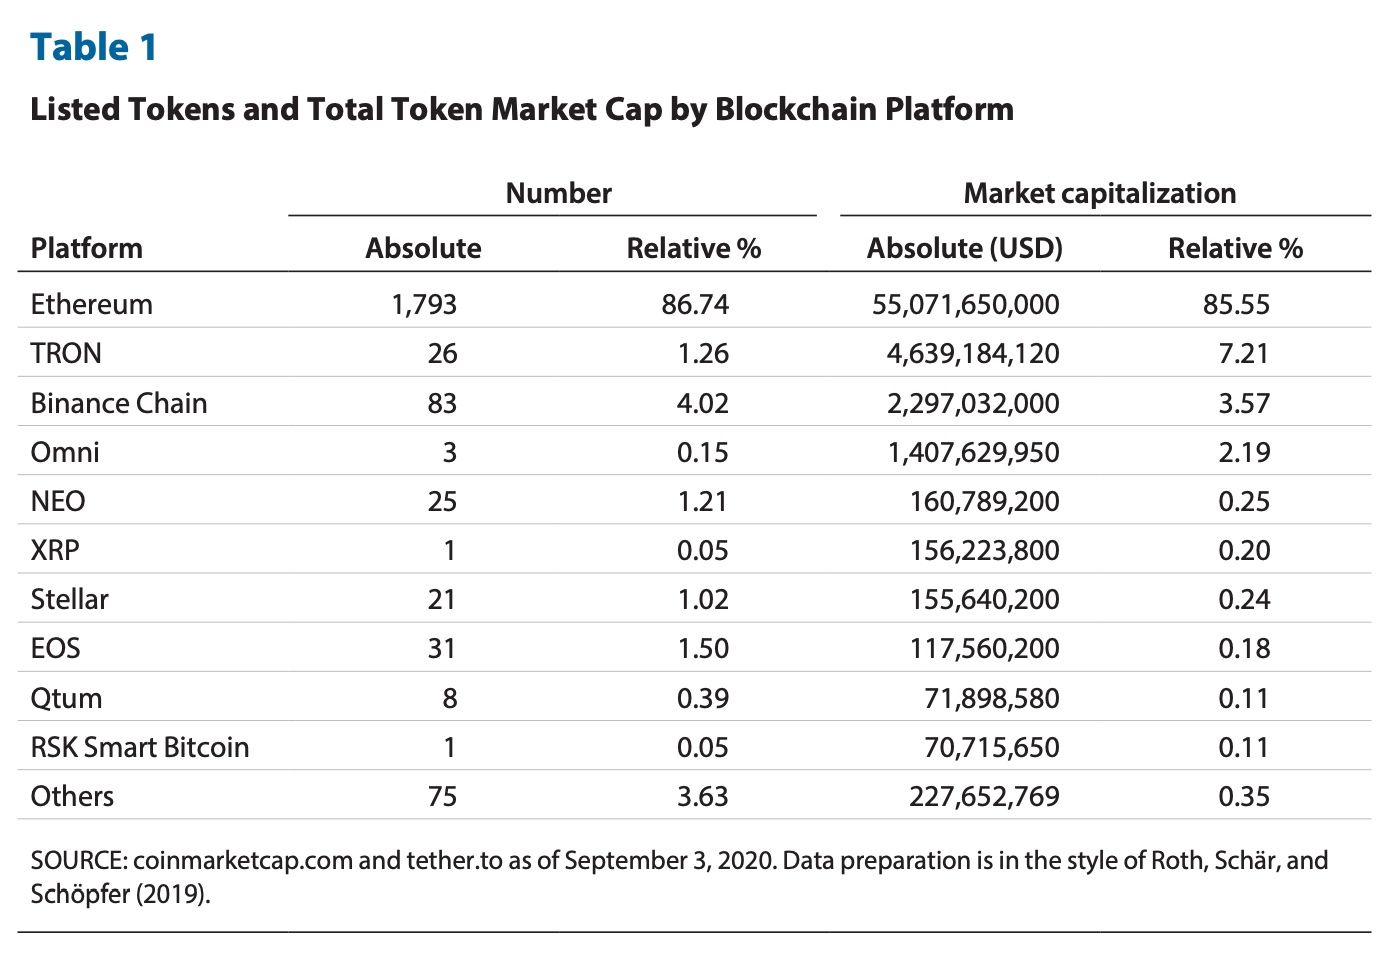 Table 1
Listed Tokens and Total Token Market Cap by Blockchain Platform
Number Market capitalization
Platform Absolute Relative % Absolute (USD) Relative %
Ethereum 1,793 86.74 55,071,650,000 85.55
TRON 26 1.26 4,639,184,120 7.21
Binance Chain 83 4.02 2,297,032,000 3.57
Omni 3 0.15 1,407,629,950 2.19
NEO 25 1.21 160,789,200 0.25
XRP 1 0.05 156,223,800 0.20
Stellar 21 1.02 155,640,200 0.24
EOS 31 1.50 117,560,200 0.18
Qtum 8 0.39 71,898,580 0.11
RSK Smart Bitcoin 1 0.05 70,715,650 0.11
Others 75 3.63 227,652,769 0.35
SOURCE: coinmarketcap.com and tether.to as of September 3, 2020. Data preparation is in the style of Roth, Schär, and
Schöpfer (2019).